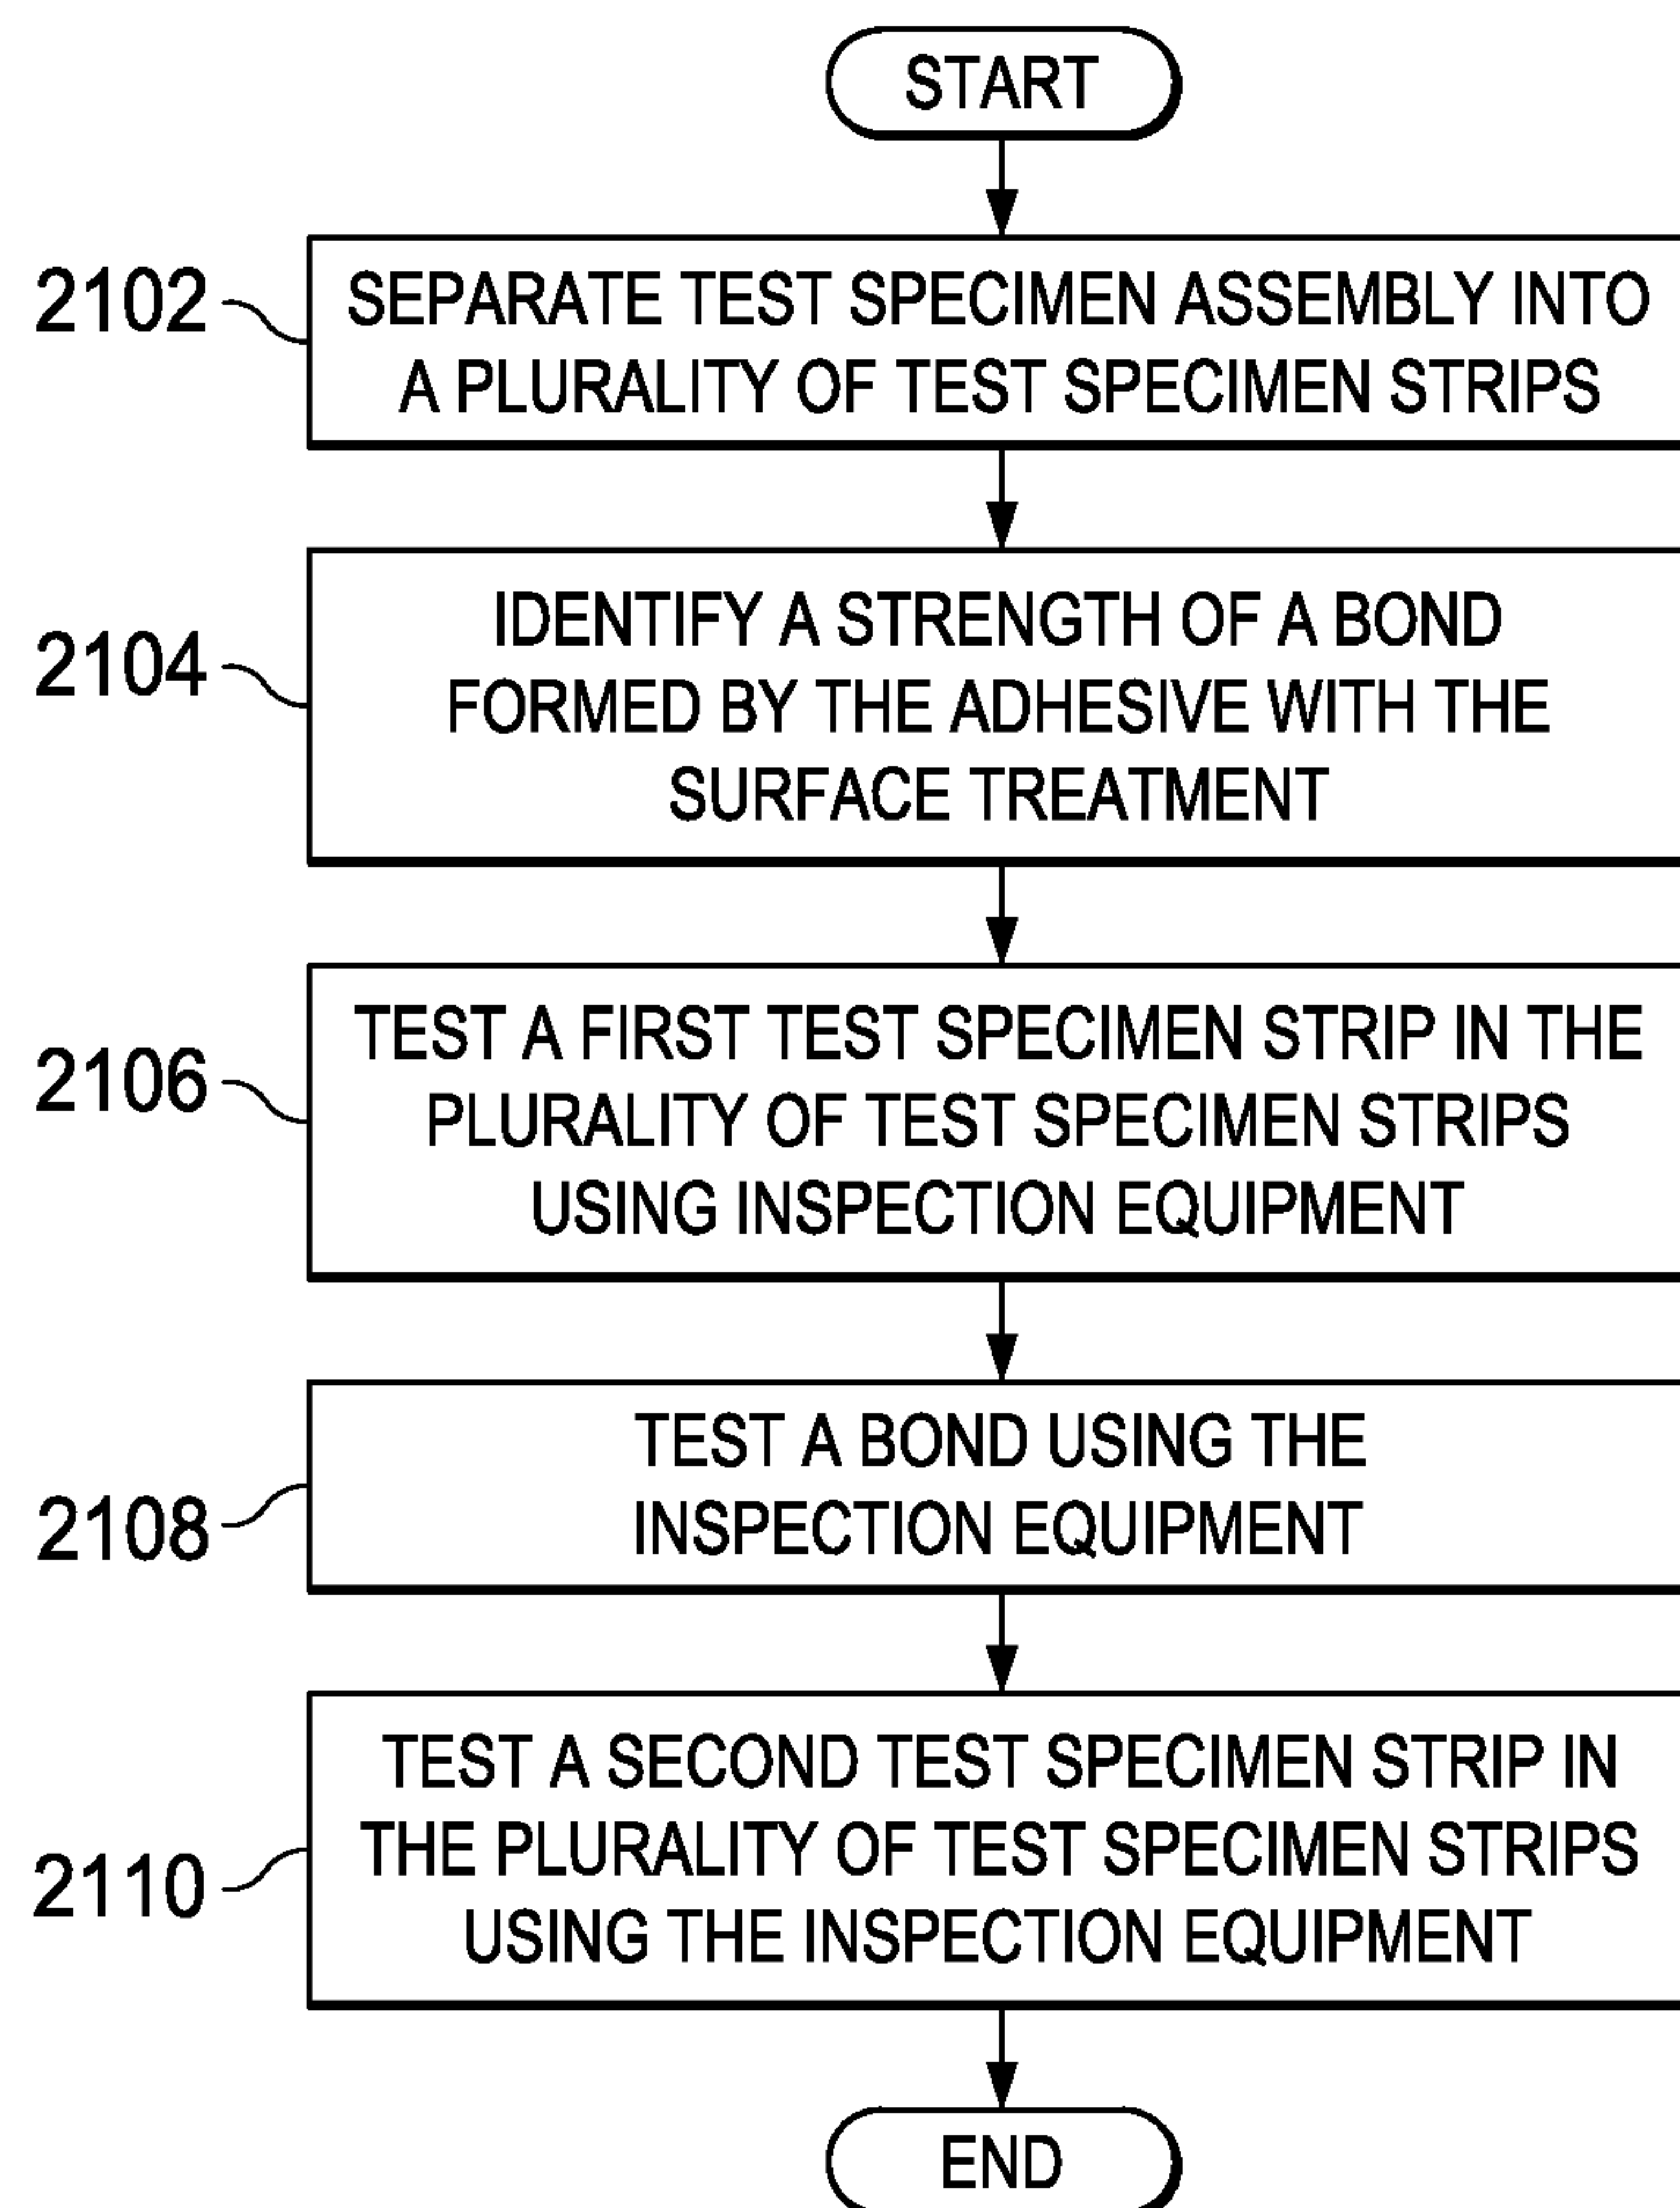 START
2102
SEPARATE TEST SPECIMEN ASSEMBLY INTO
A PLURALITY OF TEST SPECIMEN STRIPS
2104
IDENTIFY A STRENGTH OF A BOND
FORMED BY THE ADHESIVE WITH THE
SURFACE TREATMENT
2106
TEST A FIRST TEST SPECIMEN STRIP IN THE
PLURALITY OF TEST SPECIMEN STRIPS
USING INSPECTION EQUIPMENT
2108
TEST A BOND USING THE
INSPECTION EQUIPMENT
2110
TEST A SECOND TEST SPECIMEN STRIP IN
THE PLURALITY OF TEST SPECIMEN STRIPS
USING THE INSPECTION EQUIPMENT
END